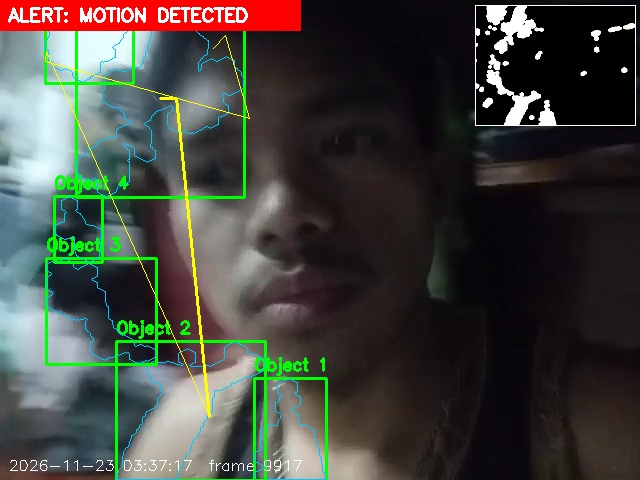 ALERT: MOTION DETECTED
Object 4
Object 3
Object 2
Object 1
2026-11-23 03:37:17 frame 9917